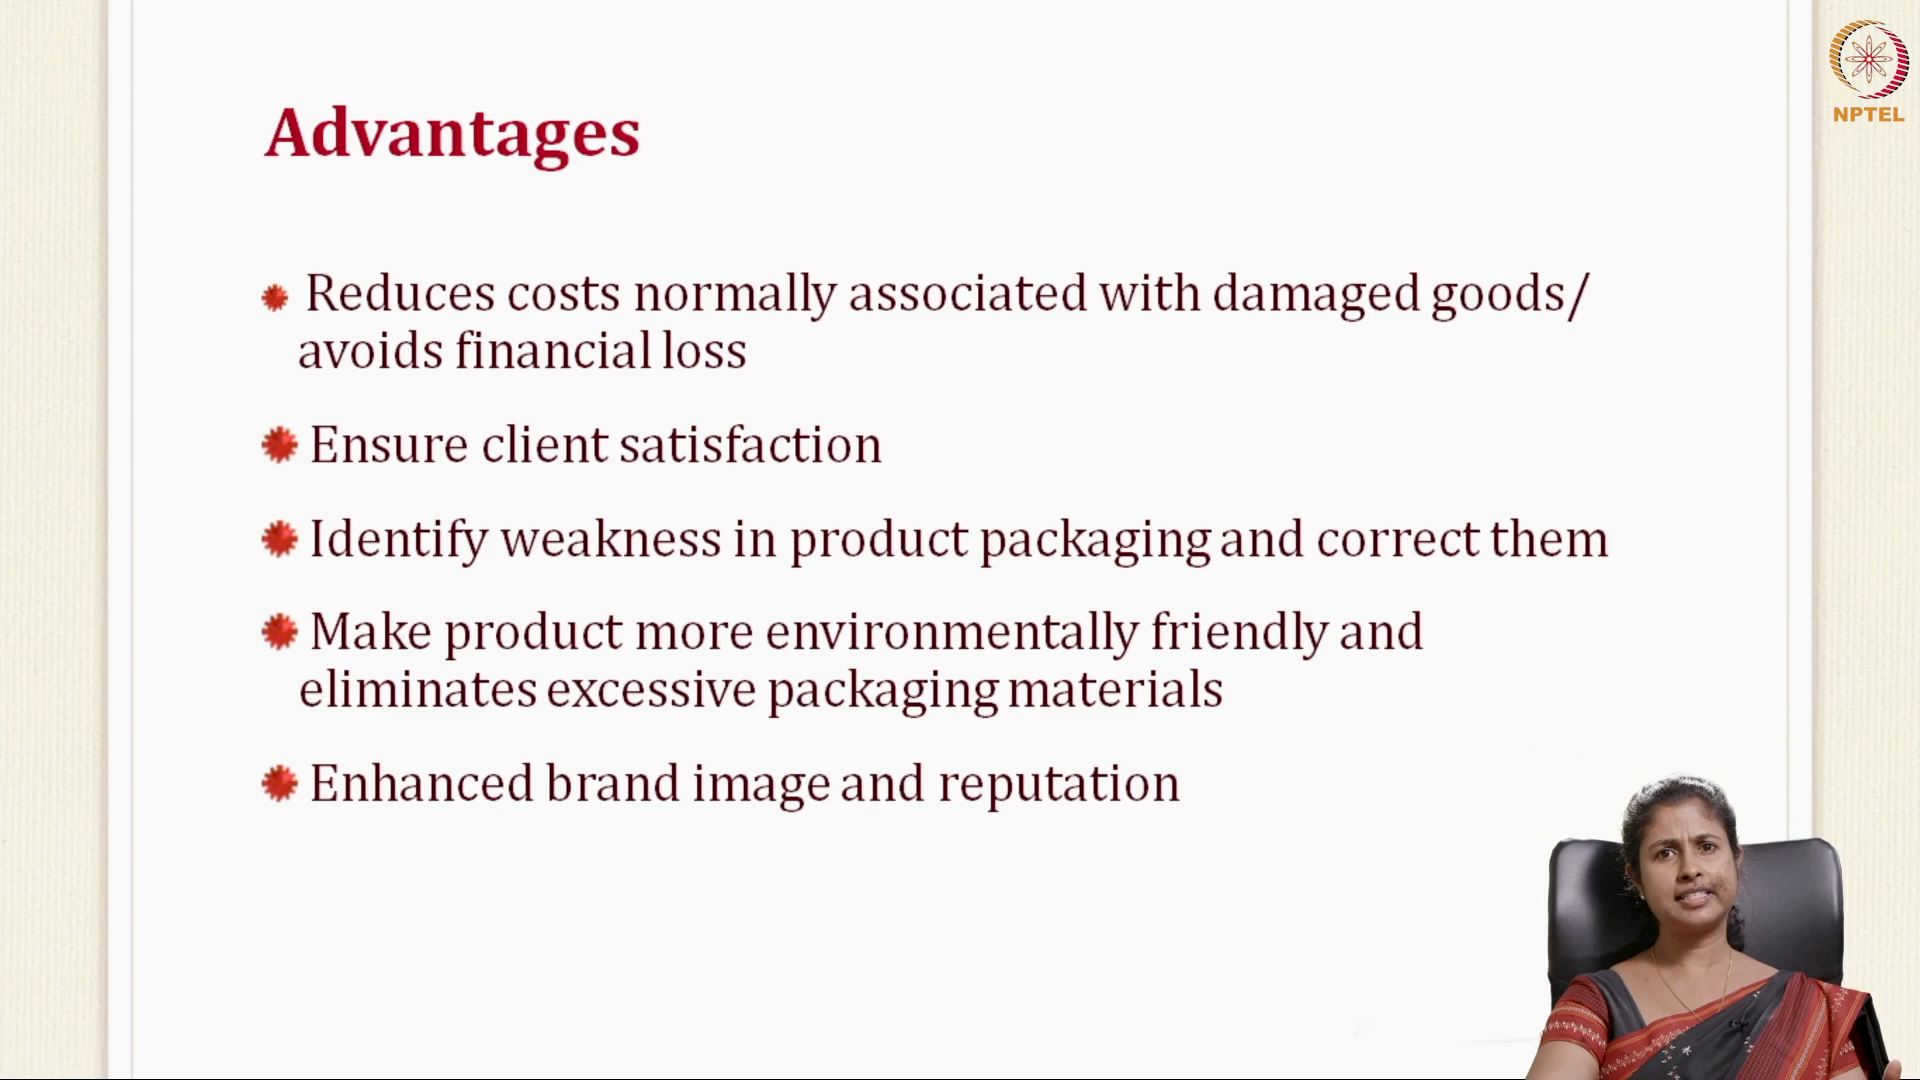 NPTEL
Advantages
Reduces costs normally associated with damaged goods/
avoids financial loss
Ensure client satisfaction
Identify weakness in product packaging and correct them
Make product more environmentally friendly and
eliminates excessive packaging materials
Enhanced brand image and reputation